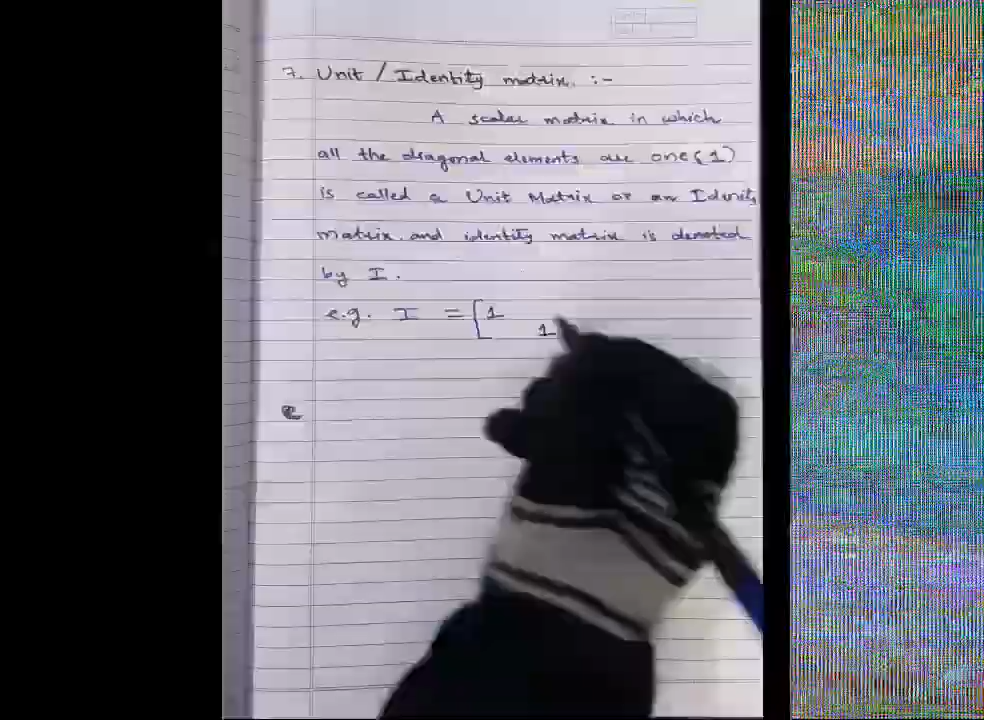 7. Unit / Identity matrix. :-
A scalar matrix in which
all the diagonal elements are one(1)
is called a Unit Matrix or an Idenity
matrix. and identity matrix is denoted
by I.
e.g. I = [1
1